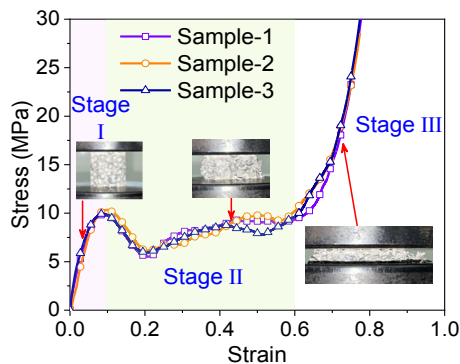 30
25
20
15
10
5
0
Stress (MPa)
Sample-1
Sample-2
Sample-3
Stage
I
Stage II
Stage III
0.0 0.2 0.4 0.6 0.8 1.0
Strain